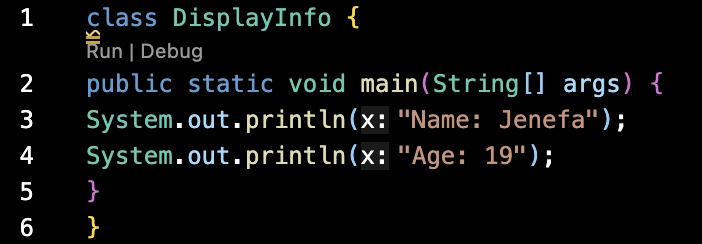 1 class DisplayInfo {
Run | Debug
2 public static void main(String[] args) {
3 System.out.println(x: "Name: Jenefa");
4 System.out.println(x: "Age: 19");
5 }
6 }